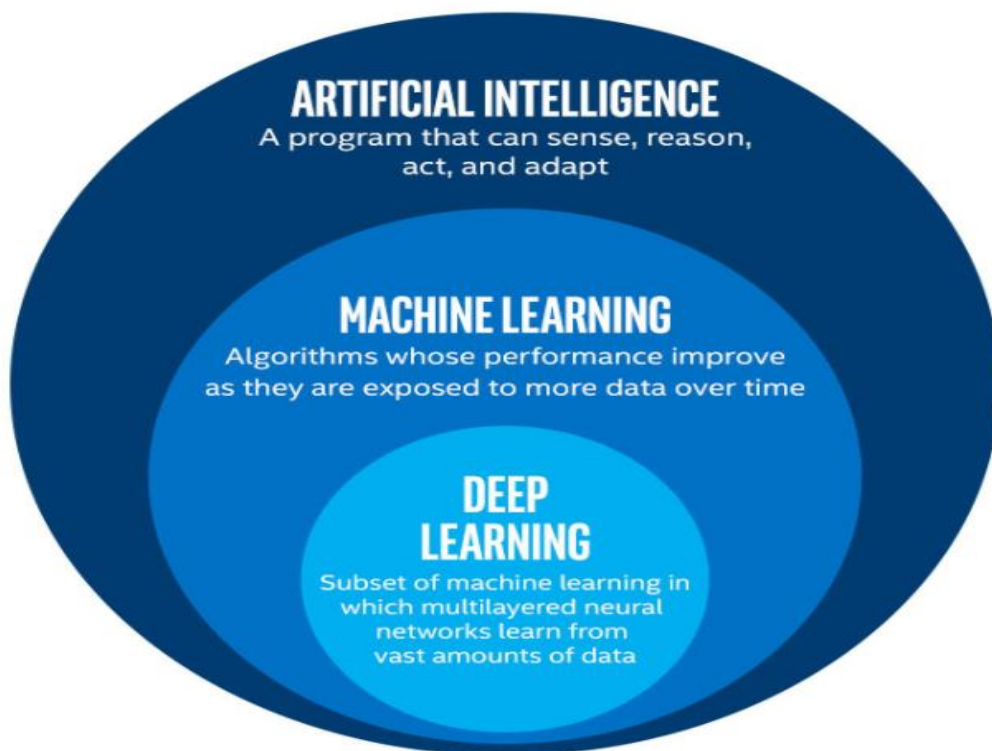 ARTIFICIAL INTELLIGENCE
A program that can sense, reason,
act, and adapt
MACHINE LEARNING
Algorithms whose performance improve
as they are exposed to more data over time
DEEP
LEARNING
Subset of machine learning in
which multilayered neural
networks learn from
vast amounts of data